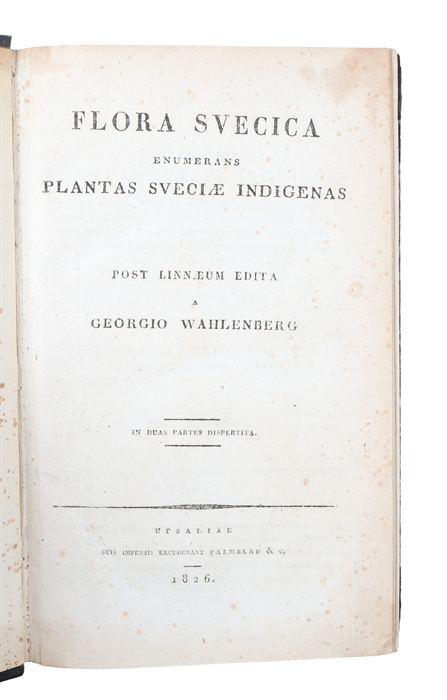 FLORA SVECICA
ENUMERANS
PLANTAS SVECIÆ INDIGENAS
POST LINNÆUM EDITA
A
GEORGIO WAHLENBERG
IN DUAS PARTES DISPERTITA.
UPSALIAE
SUIS IMPENSIS EXCUDERANT PALMBLAD & C.
1826.